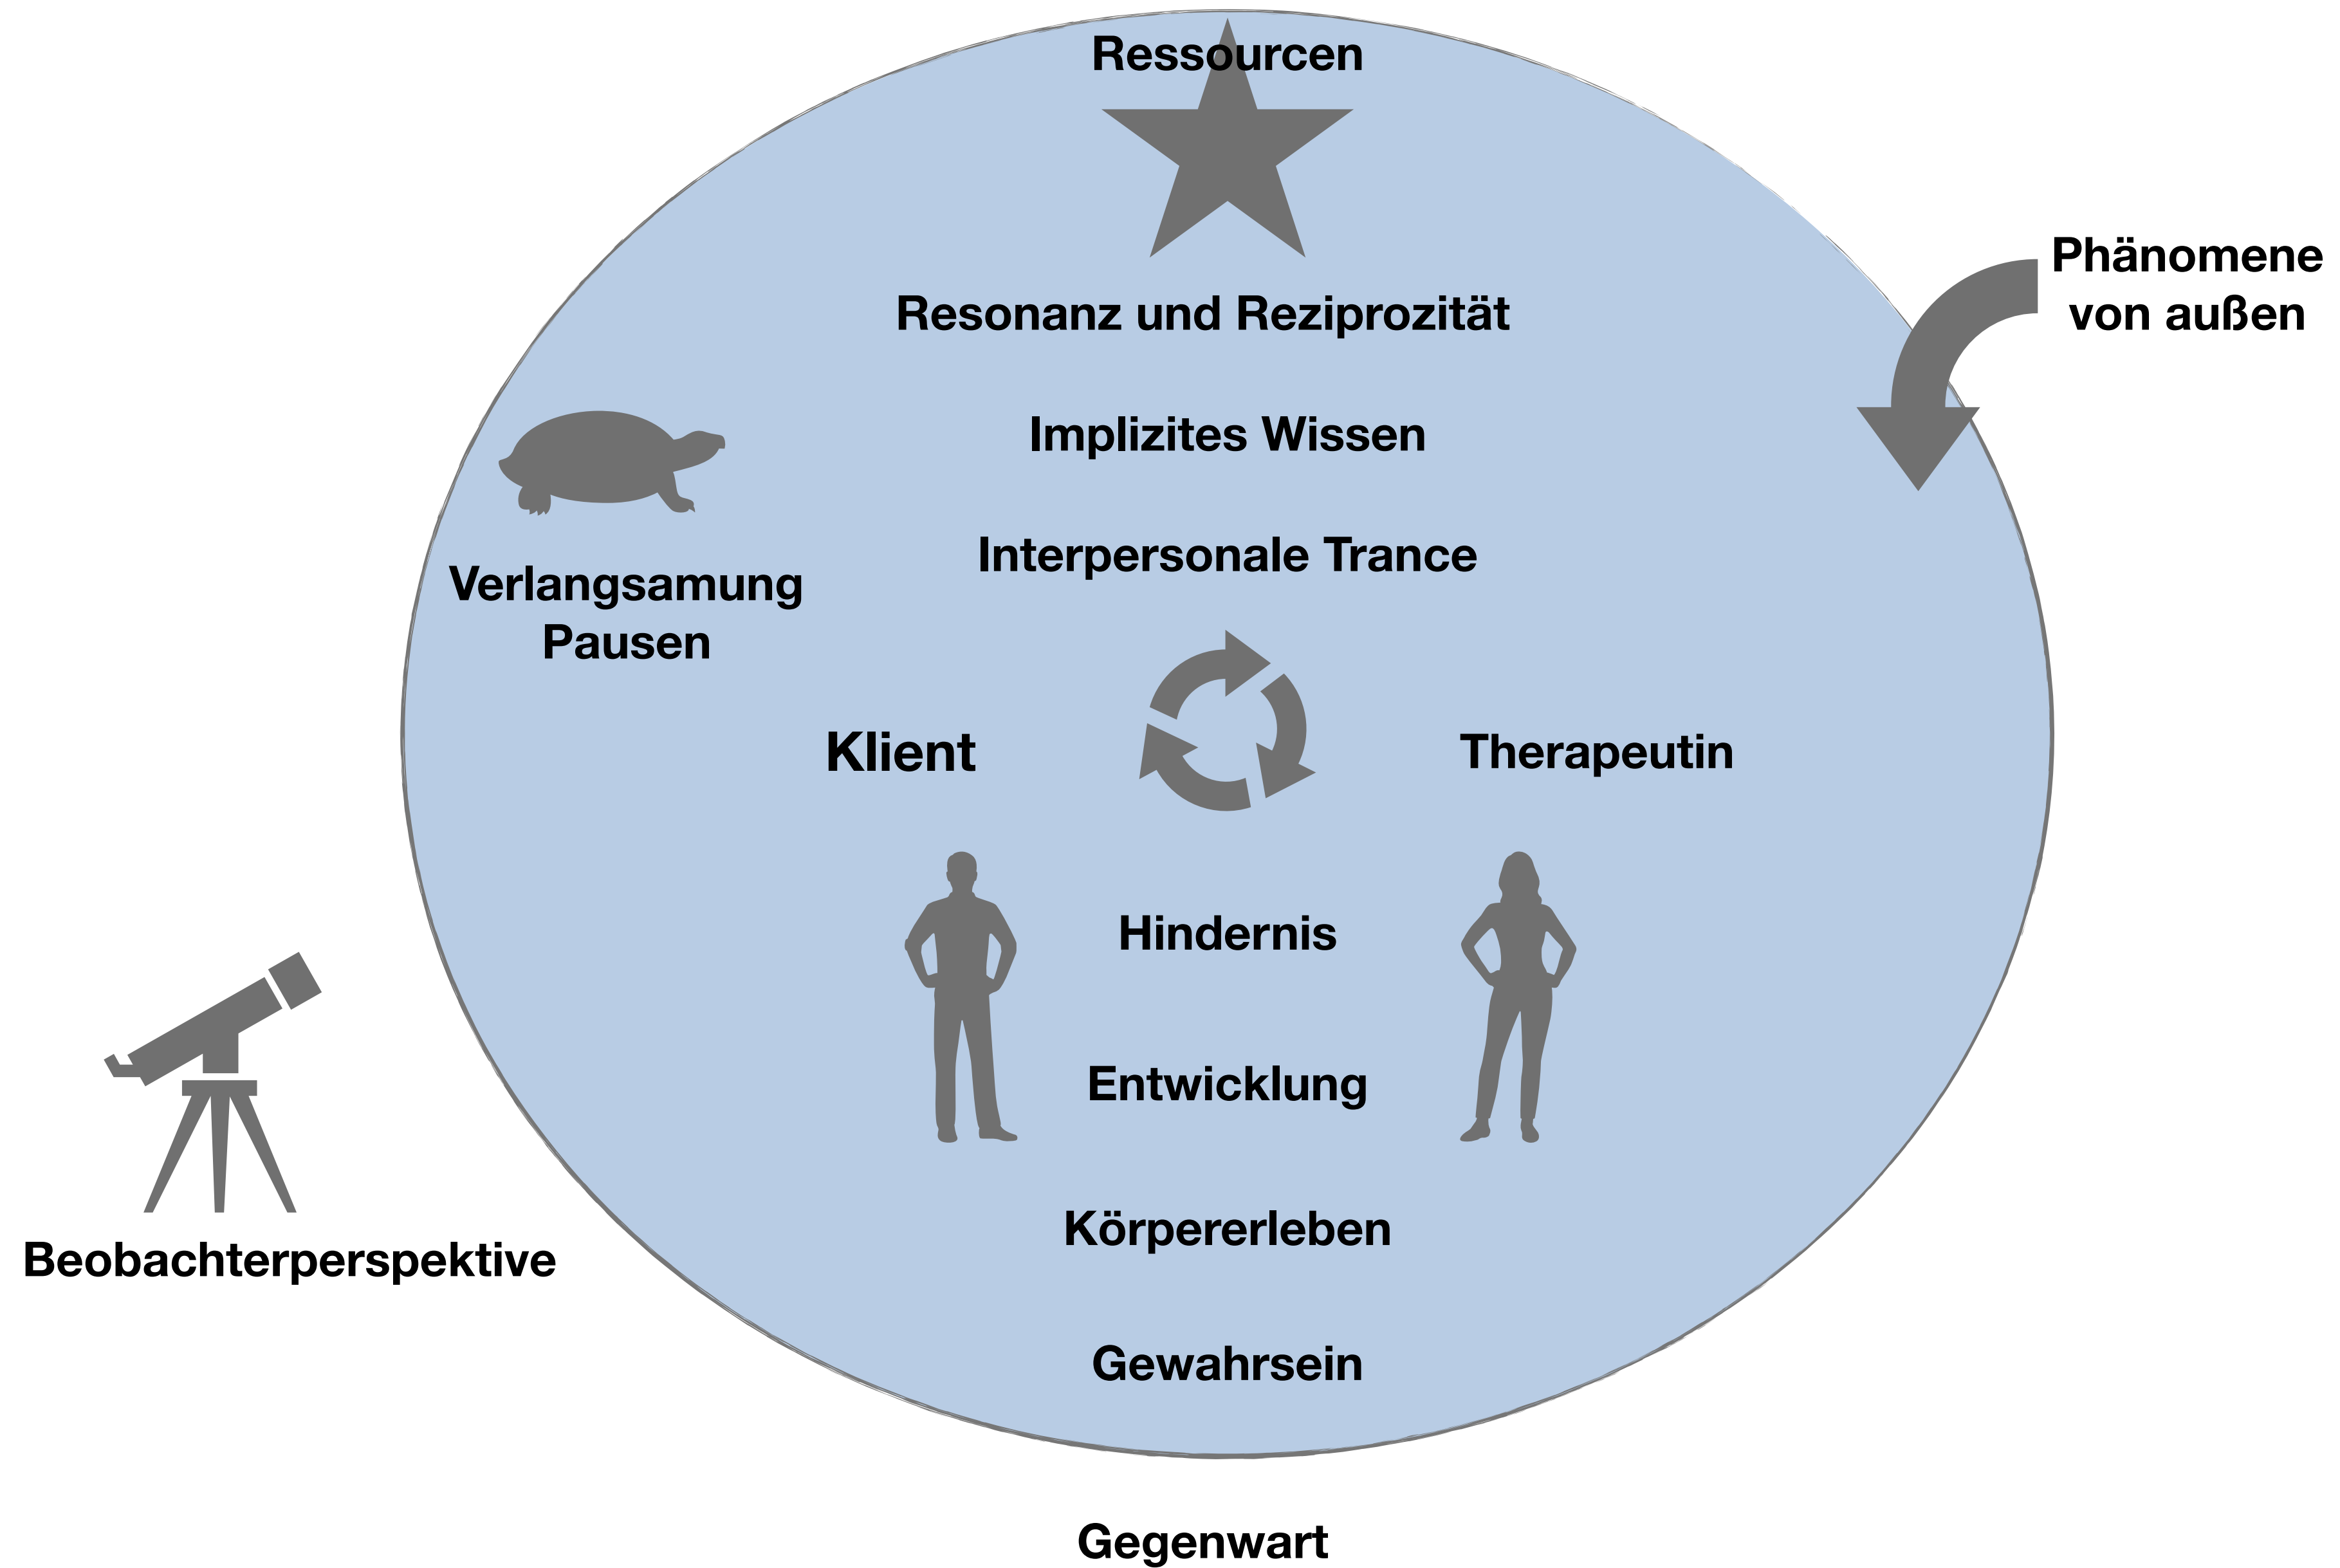 Ressourcen
Phänomene
von außen
Resonanz und Reziprozität
Implizites Wissen
Interpersonale Trance
Verlangsamung
Pausen
Klient
Therapeutin
Hindernis
Entwicklung
Körpererleben
Beobachterperspektive
Gewahrsein
Gegenwart